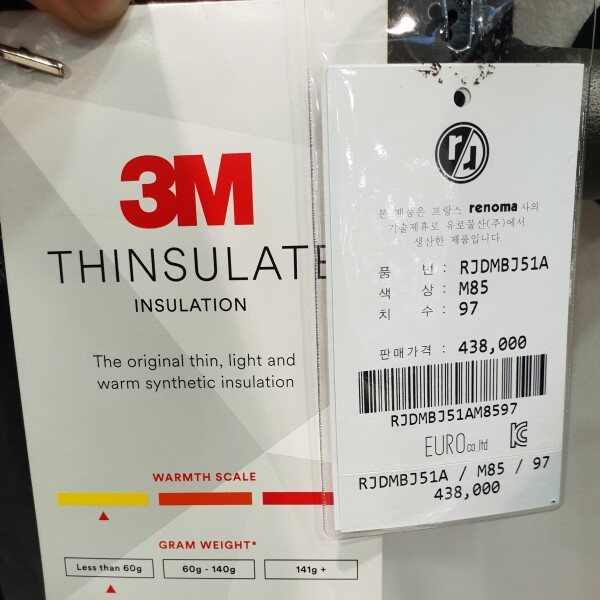 3M
THINSULATE
INSULATION
The original thin, light and
warm synthetic insulation
WARMTH SCALE
GRAM WEIGHT*
Less than 60g
60g - 140g
141g +
본 제품은 프랑스 renoma 사의
기술제휴로 유로물산(주)에서
생산한 제품입니다.
품 번 : RJDMBJ51A
색 상 : M85
치 수 : 97
판매가격 : 438,000
RJDMBJ51AM8597
EURO co.ltd.
RJDMBJ51A / M85 / 97
438,000